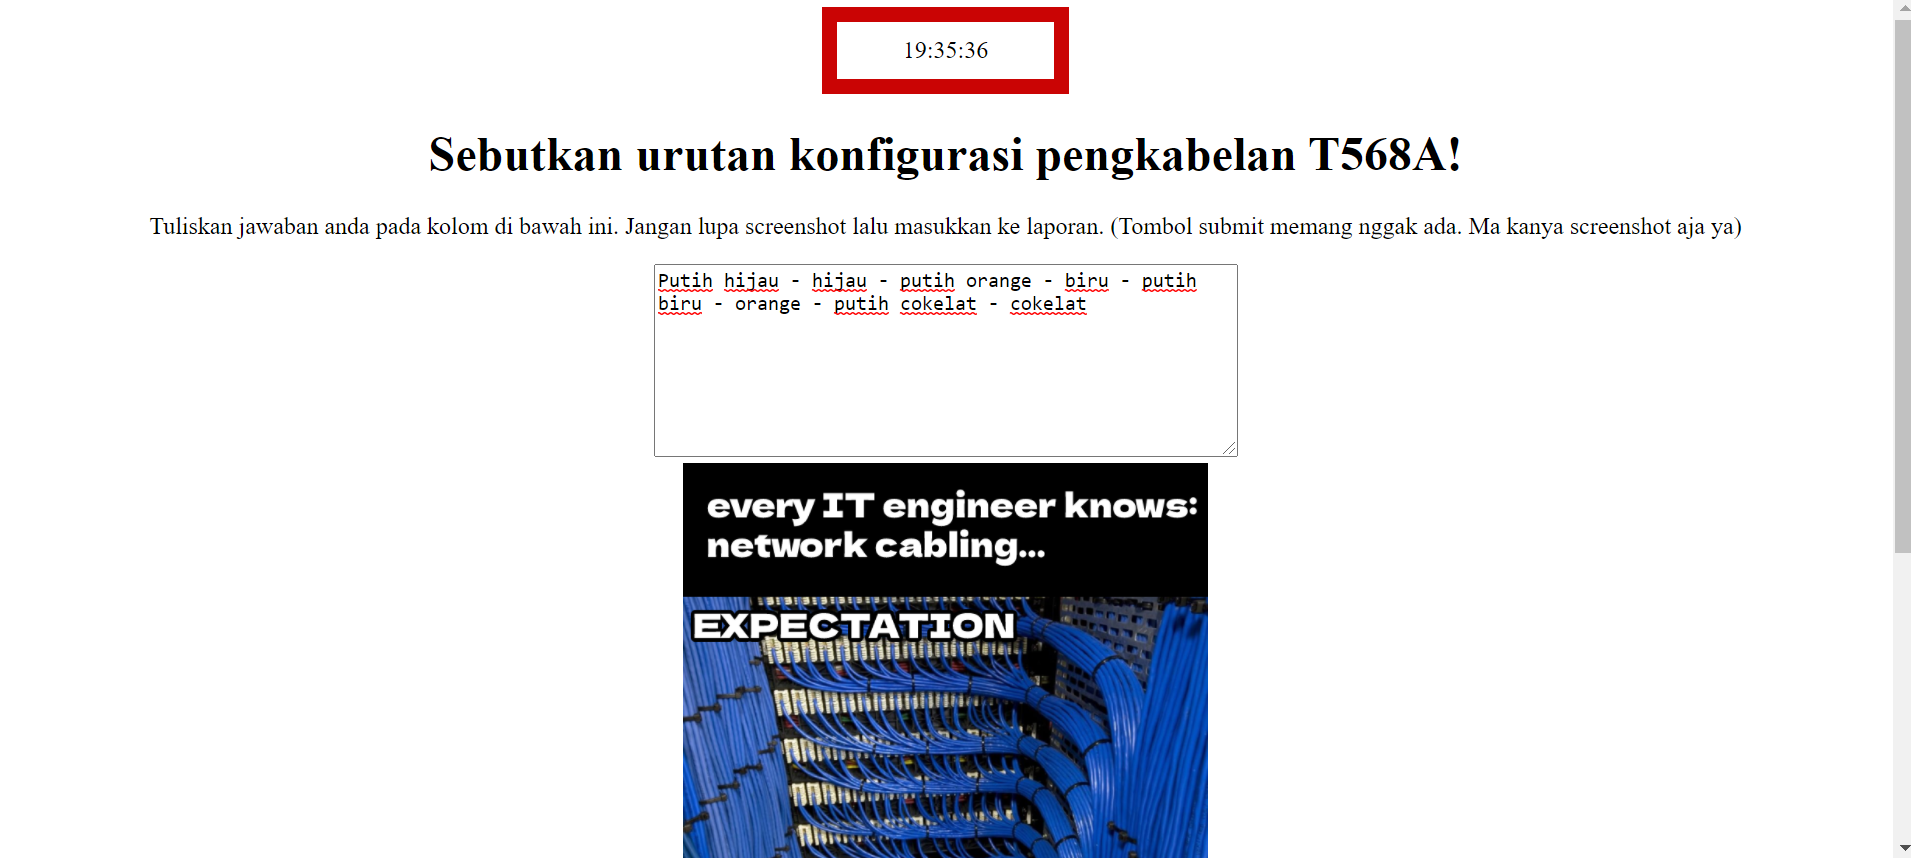 19:35:36
Sebutkan urutan konfigurasi pengkabelan T568A!
Tuliskan jawaban anda pada kolom di bawah ini. Jangan lupa screenshot lalu masukkan ke laporan. (Tombol submit memang nggak ada. Ma kanya screenshot aja ya)
Putih hijau - hijau - putih orange - biru - putih
biru - orange - putih cokelat - cokelat
every IT engineer knows:
network cabling...
EXPECTATION